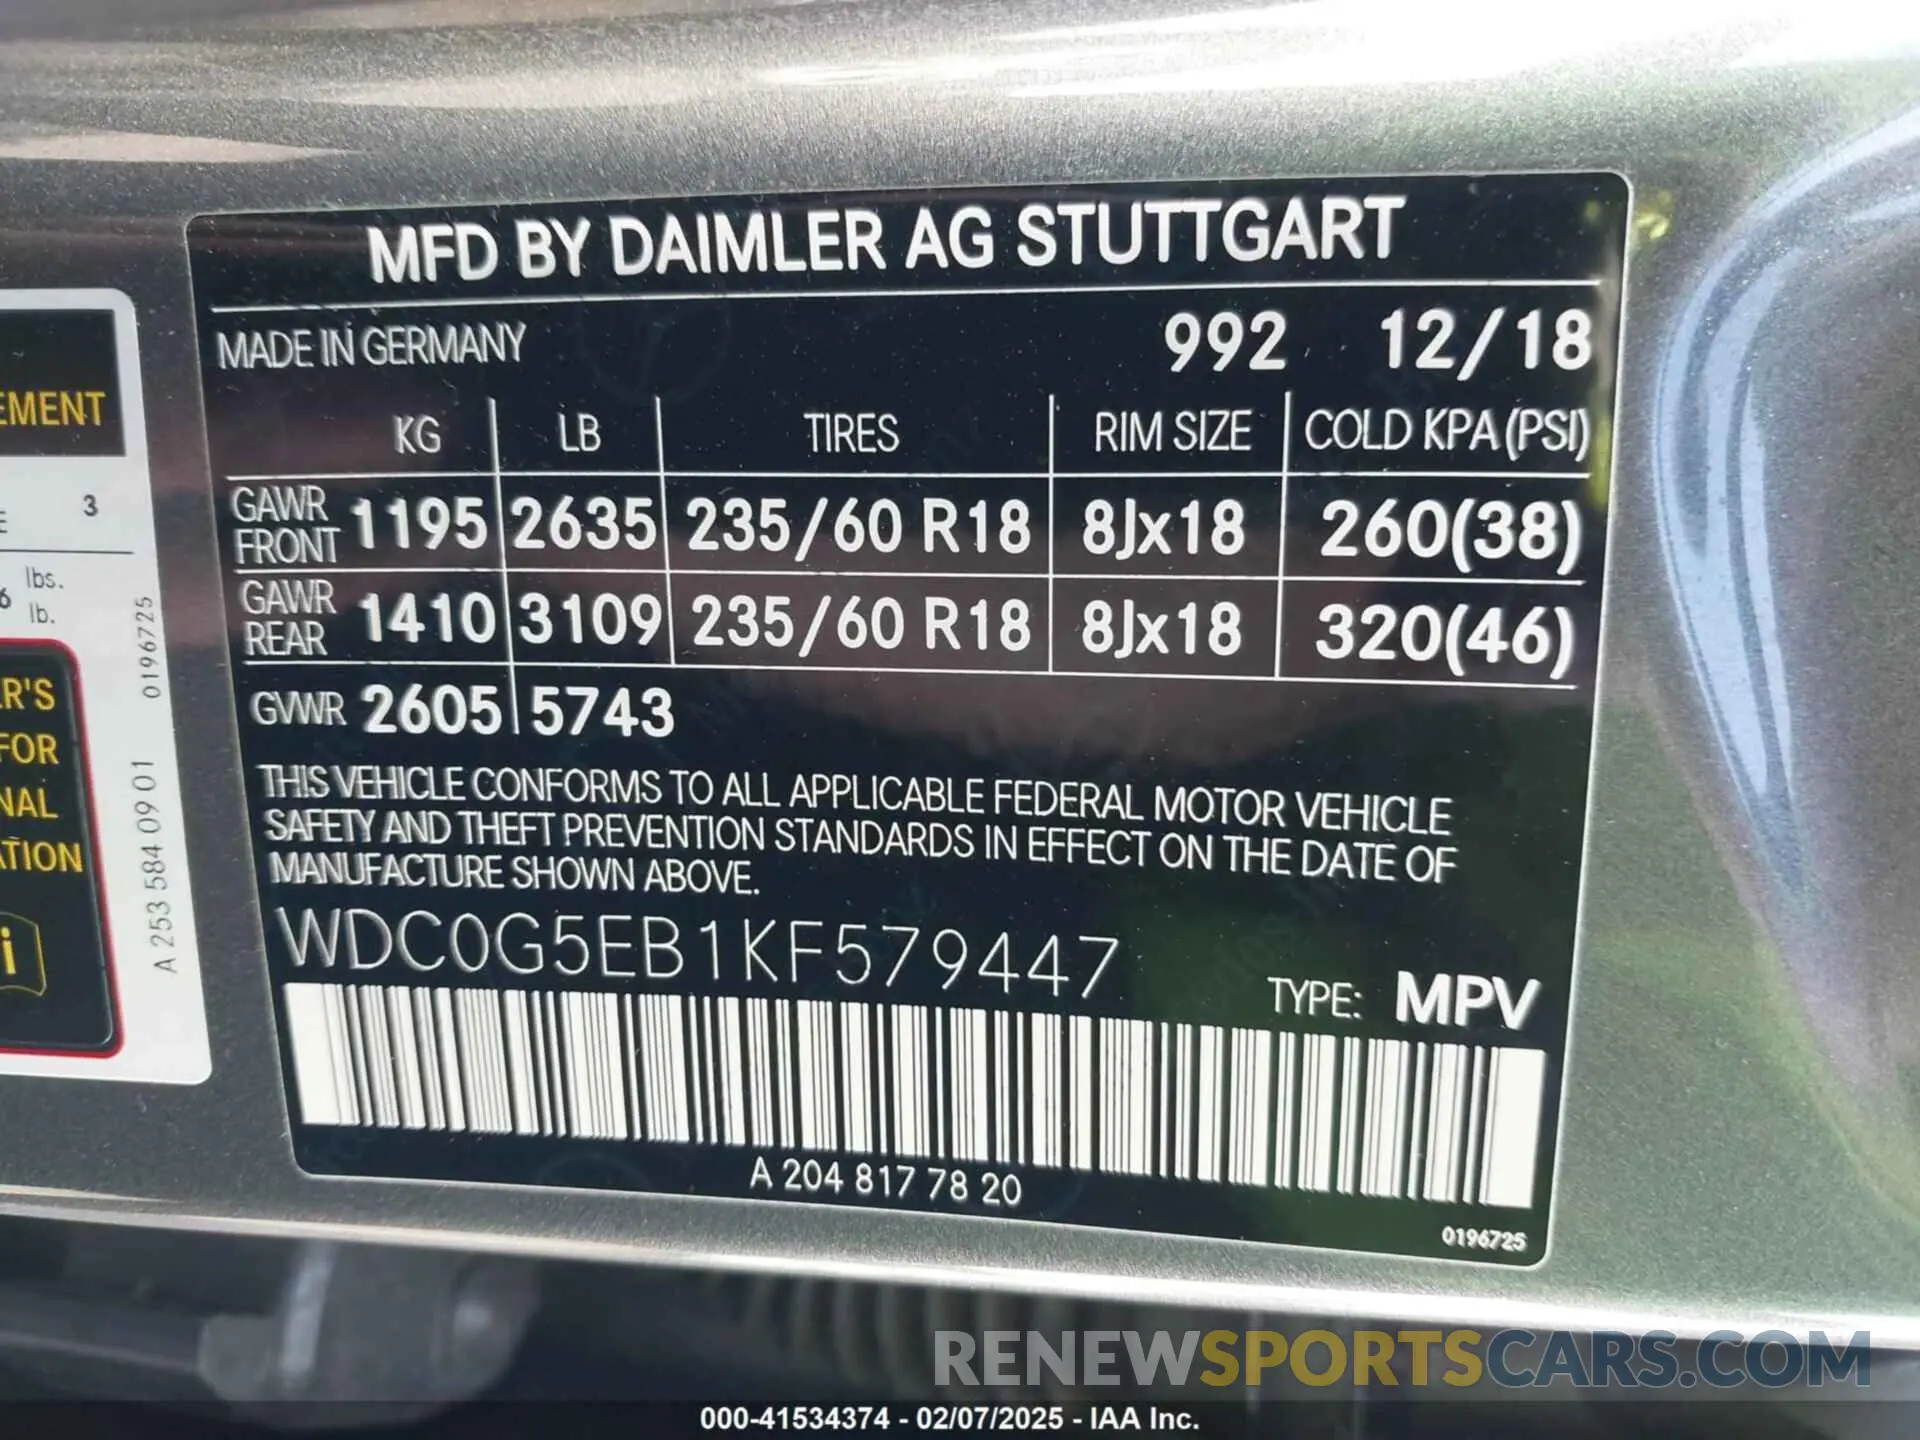 MFD BY DAIMLER AG STUTTGART
MADE IN GERMANY 992 12/18
KG LB TIRES RIM SIZE COLD KPA (PSI)
GAWR FRONT 1195 2635 235/60 R18 8Jx18 260(38)
GAWR REAR 1410 3109 235/60 R18 8Jx18 320(46)
GVWR 2605 5743
THIS VEHICLE CONFORMS TO ALL APPLICABLE FEDERAL MOTOR VEHICLE
SAFETY AND THEFT PREVENTION STANDARDS IN EFFECT ON THE DATE OF
MANUFACTURE SHOWN ABOVE.
WDC0G5EB1KF579447
TYPE: MPV
A 204 817 78 20
0196725
EMENT
E 3
6 lbs.
lb.
R'S
FOR
NAL
ATION
i
A 253 584 09 01 0196725
RENEWSPORTSCARS.COM
000-41534374 - 02/07/2025 - IAA Inc.